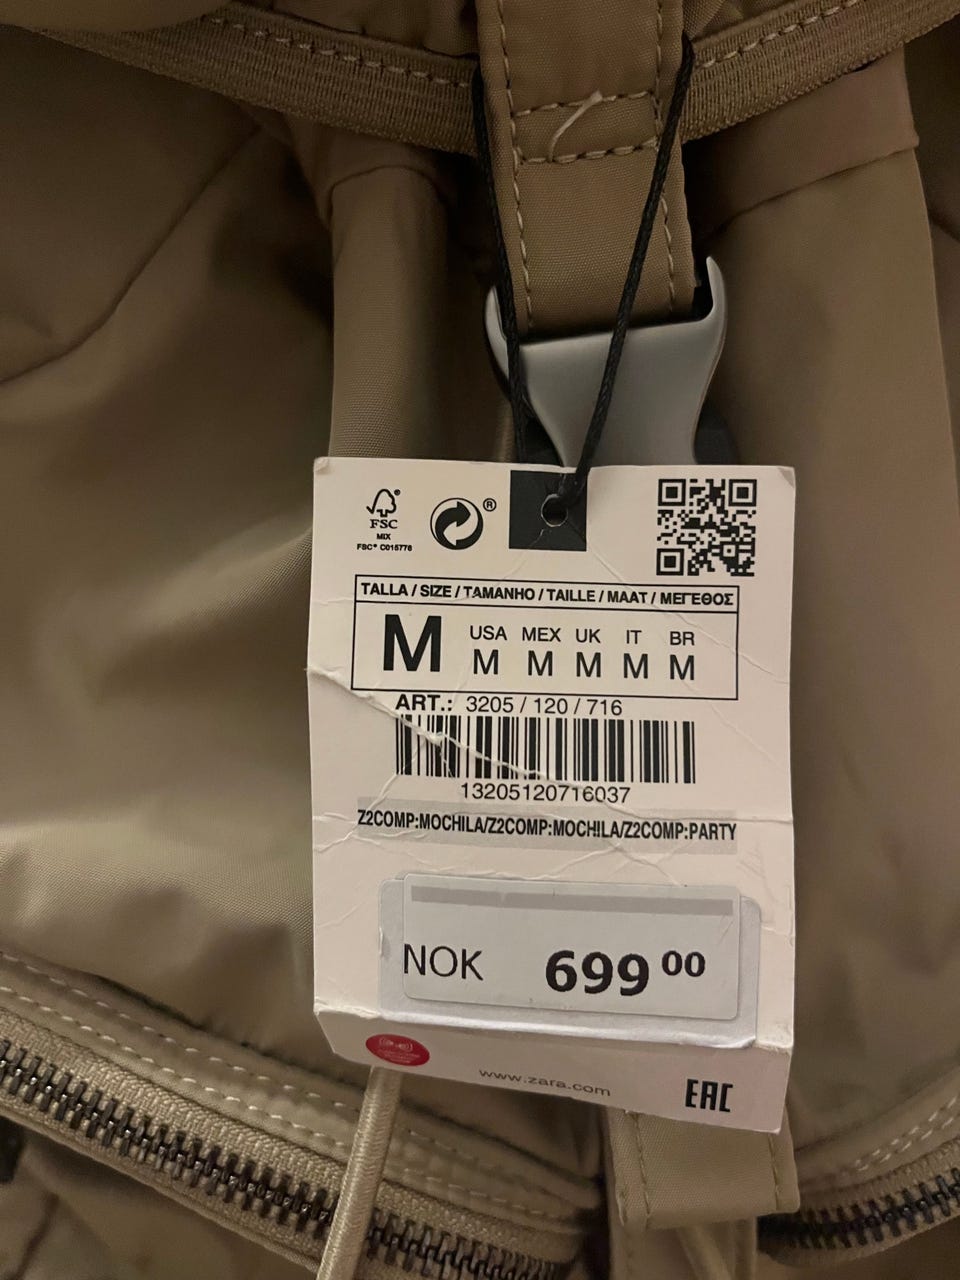 FSC
MIX
FSC® C015776
®
TALLA / SIZE / TAMANHO / TAILLE / MAAT / ΜΕΓΕΘΟΣ
M
USA MEX UK IT BR
M M M M M
ART.: 3205 / 120 / 716
13205120716037
Z2COMP:MOCHILA/Z2COMP:MOCHILA/Z2COMP:PARTY
NOK 699 00
www.zara.com
EAC